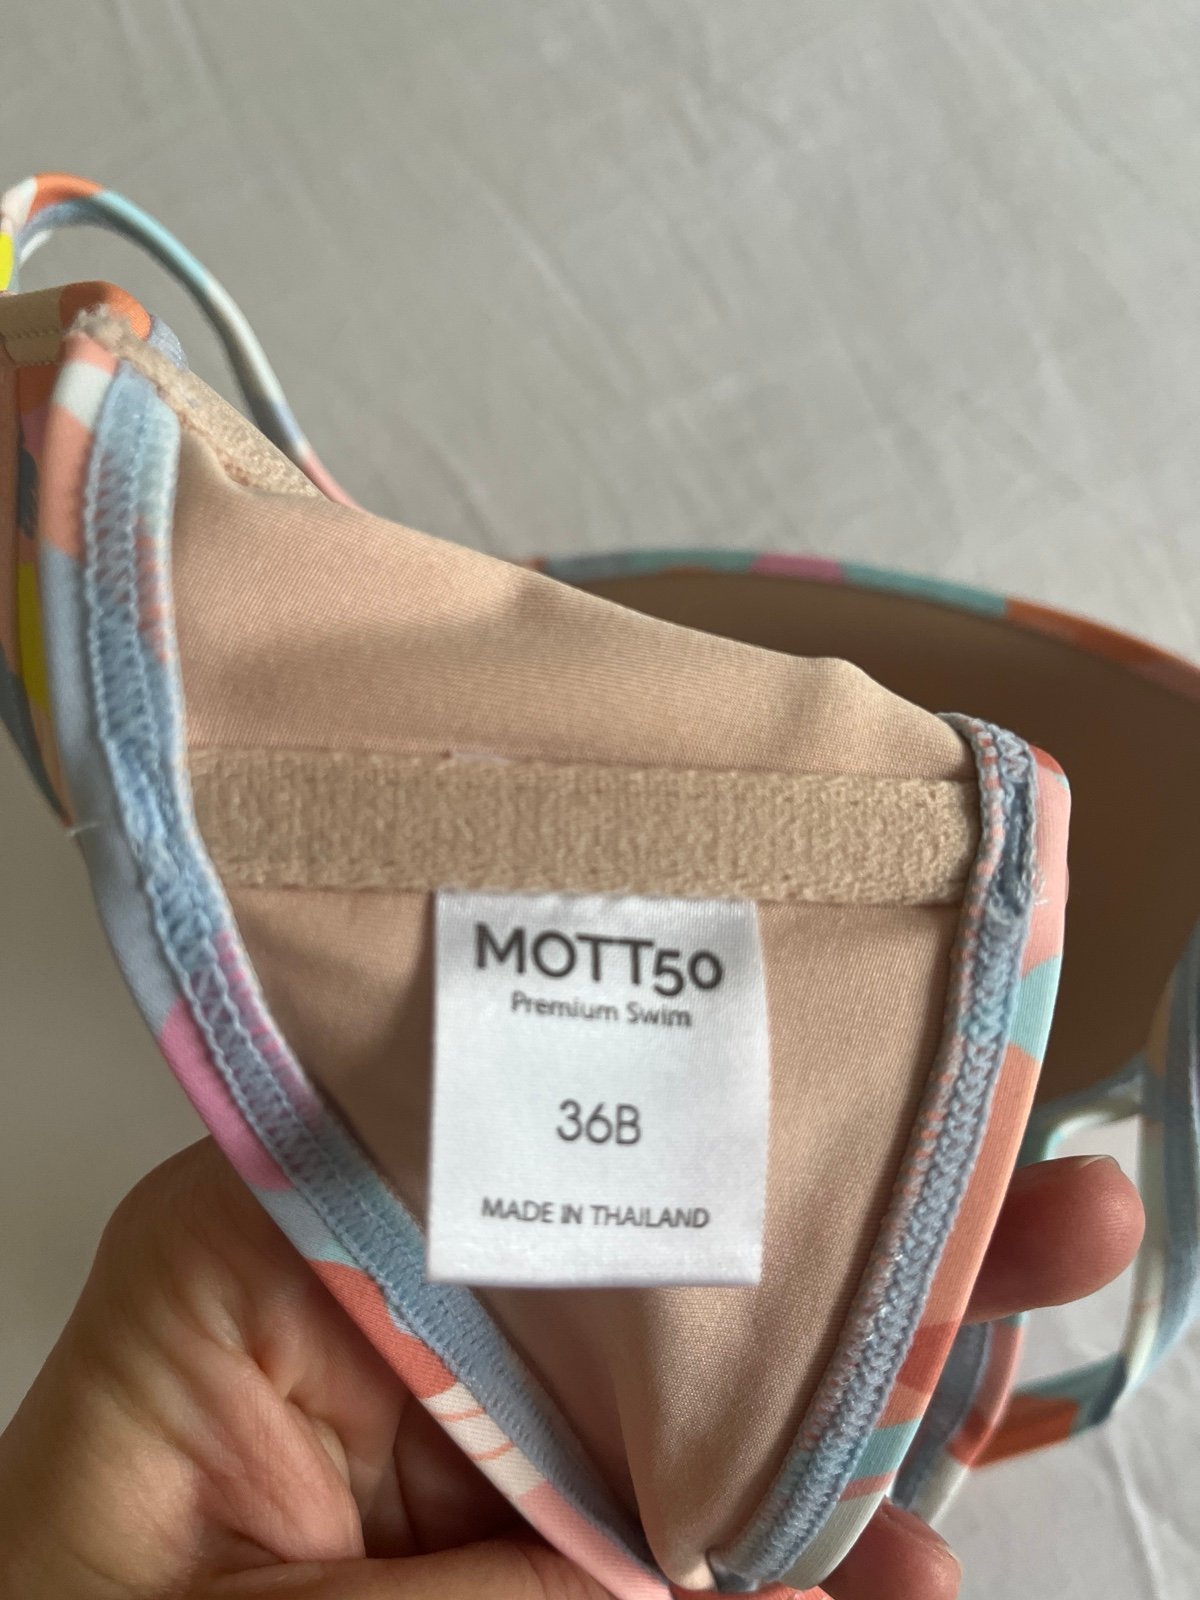 MOTT50
Premium Swim
36B
MADE IN THAILAND